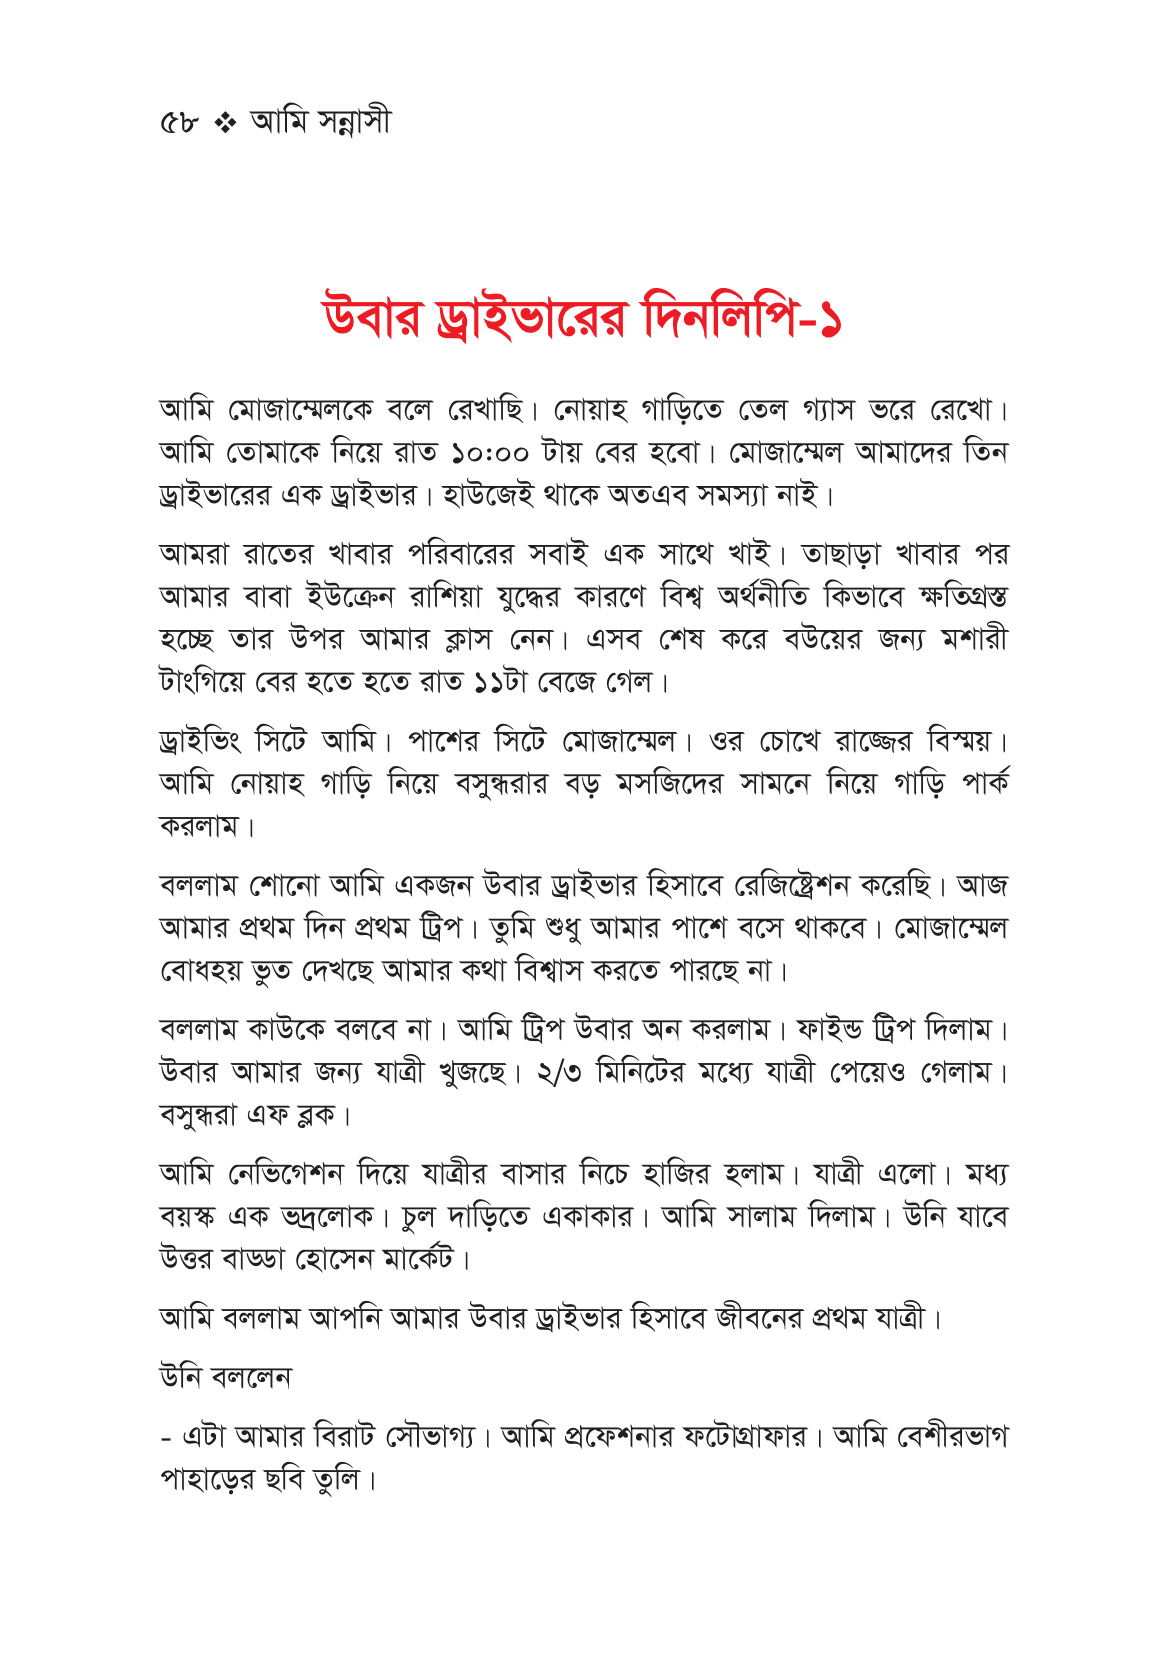 ৫৮ ❖ আমি সন্নাসী
উবার ড্রাইভারের দিনলিপি-১
আমি মোজাম্মেলকে বলে রেখাছি। নোয়াহ গাড়িতে তেল গ্যাস ভরে রেখো।
আমি তোমাকে নিয়ে রাত ১০:০০ টায় বের হবো। মোজাম্মেল আমাদের তিন
ড্রাইভারের এক ড্রাইভার। হাউজেই থাকে অতএব সমস্যা নাই।
আমরা রাতের খাবার পরিবারের সবাই এক সাথে খাই। তাছাড়া খাবার পর
আমার বাবা ইউক্রেন রাশিয়া যুদ্ধের কারণে বিশ্ব অর্থনীতি কিভাবে ক্ষতিগ্রস্ত
হচ্ছে তার উপর আমার ক্লাস নেন। এসব শেষ করে বউয়ের জন্য মশারী
টাংগিয়ে বের হতে হতে রাত ১১টা বেজে গেল।
ড্রাইভিং সিটে আমি। পাশের সিটে মোজাম্মেল। ওর চোখে রাজ্জের বিস্ময়।
আমি নোয়াহ গাড়ি নিয়ে বসুন্ধরার বড় মসজিদের সামনে নিয়ে গাড়ি পার্ক
করলাম।
বললাম শোনো আমি একজন উবার ড্রাইভার হিসাবে রেজিষ্ট্রেশন করেছি। আজ
আমার প্রথম দিন প্রথম ট্রিপ। তুমি শুধু আমার পাশে বসে থাকবে। মোজাম্মেল
বোধহয় ভুত দেখছে আমার কথা বিশ্বাস করতে পারছে না।
বললাম কাউকে বলবে না। আমি ট্রিপ উবার অন করলাম। ফাইন্ড ট্রিপ দিলাম।
উবার আমার জন্য যাত্রী খুজছে। ২/৩ মিনিটের মধ্যে যাত্রী পেয়েও গেলাম।
বসুন্ধরা এফ ব্লক।
আমি নেভিগেশন দিয়ে যাত্রীর বাসার নিচে হাজির হলাম। যাত্রী এলো। মধ্য
বয়স্ক এক ভদ্রলোক। চুল দাড়িতে একাকার। আমি সালাম দিলাম। উনি যাবে
উত্তর বাড্ডা হোসেন মার্কেট।
আমি বললাম আপনি আমার উবার ড্রাইভার হিসাবে জীবনের প্রথম যাত্রী।
উনি বললেন
- এটা আমার বিরাট সৌভাগ্য। আমি প্রফেশনার ফটোগ্রাফার। আমি বেশীরভাগ
পাহাড়ের ছবি তুলি।